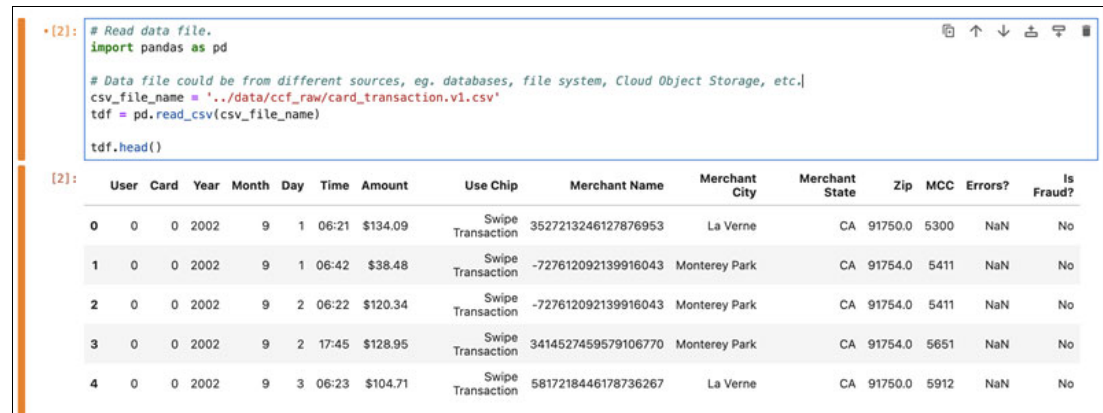 [2]: # Read data file.
import pandas as pd
# Data file could be from different sources, eg. databases, file system, Cloud Object Storage, etc.
csv_file_name = '../data/ccf_raw/card_transaction.v1.csv'
tdf = pd.read_csv(csv_file_name)
tdf.head()
[2]:
User Card Year Month Day Time Amount Use Chip Merchant Name Merchant City Merchant State Zip MCC Errors? Is Fraud?
0 0 0 2002 9 1 06:21 $134.09 Swipe Transaction 3527213246127876953 La Verne CA 91750.0 5300 NaN No
1 0 0 2002 9 1 06:42 $38.48 Swipe Transaction -727612092139916043 Monterey Park CA 91754.0 5411 NaN No
2 0 0 2002 9 2 06:22 $120.34 Swipe Transaction -727612092139916043 Monterey Park CA 91754.0 5411 NaN No
3 0 0 2002 9 2 17:45 $128.95 Swipe Transaction 3414527459579106770 Monterey Park CA 91754.0 5651 NaN No
4 0 0 2002 9 3 06:23 $104.71 Swipe Transaction 5817218446178736267 La Verne CA 91750.0 5912 NaN No